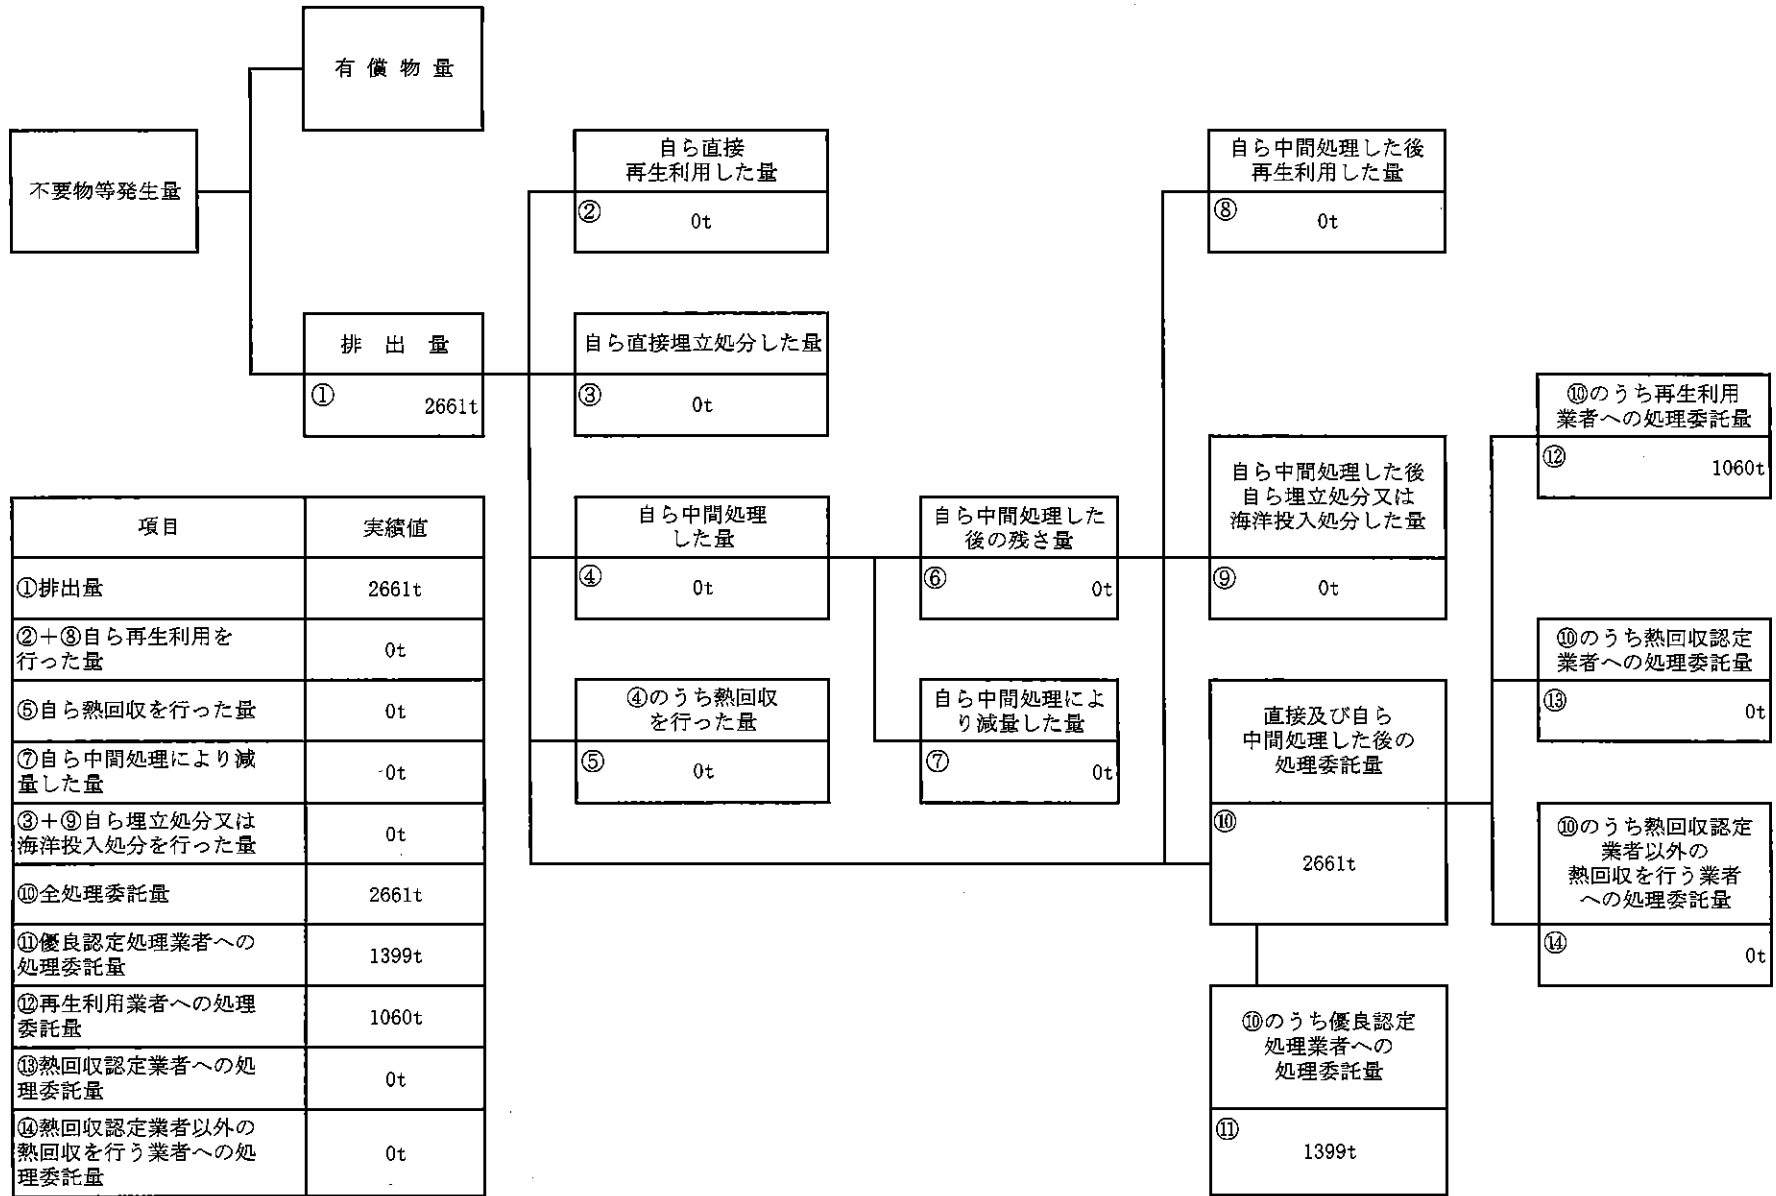 有償物量
不要物等発生量
排出量
① 2661t
自ら直接
再生利用した量
② 0t
自ら直接埋立処分した量
③ 0t
自ら中間処理
した量
④ 0t
④のうち熱回収
を行った量
⑤ 0t
自ら中間処理した
後の残さ量
⑥ 0t
自ら中間処理によ
り減量した量
⑦ 0t
自ら中間処理した後
再生利用した量
⑧ 0t
自ら中間処理した後
自ら埋立処分又は
海洋投入処分した量
⑨ 0t
直接及び自ら
中間処理した後の
処理委託量
⑩
2661t
⑩のうち優良認定
処理業者への
処理委託量
⑪
1399t
⑩のうち再生利用
業者への処理委託量
⑫ 1060t
⑩のうち熱回収認定
業者への処理委託量
⑬ 0t
⑩のうち熱回収認定
業者以外の
熱回収を行う業者
への処理委託量
⑭ 0t
項目 実績値
①排出量 2661t
②+⑧自ら再生利用を
行った量 0t
⑤自ら熱回収を行った量 0t
⑦自ら中間処理により減
量した量 0t
③+⑨自ら埋立処分又は
海洋投入処分を行った量 0t
⑩全処理委託量 2661t
⑪優良認定処理業者への
処理委託量 1399t
⑫再生利用業者への処理
委託量 1060t
⑬熱回収認定業者への処
理委託量 0t
⑭熱回収認定業者以外の
熱回収を行う業者への処
理委託量 0t